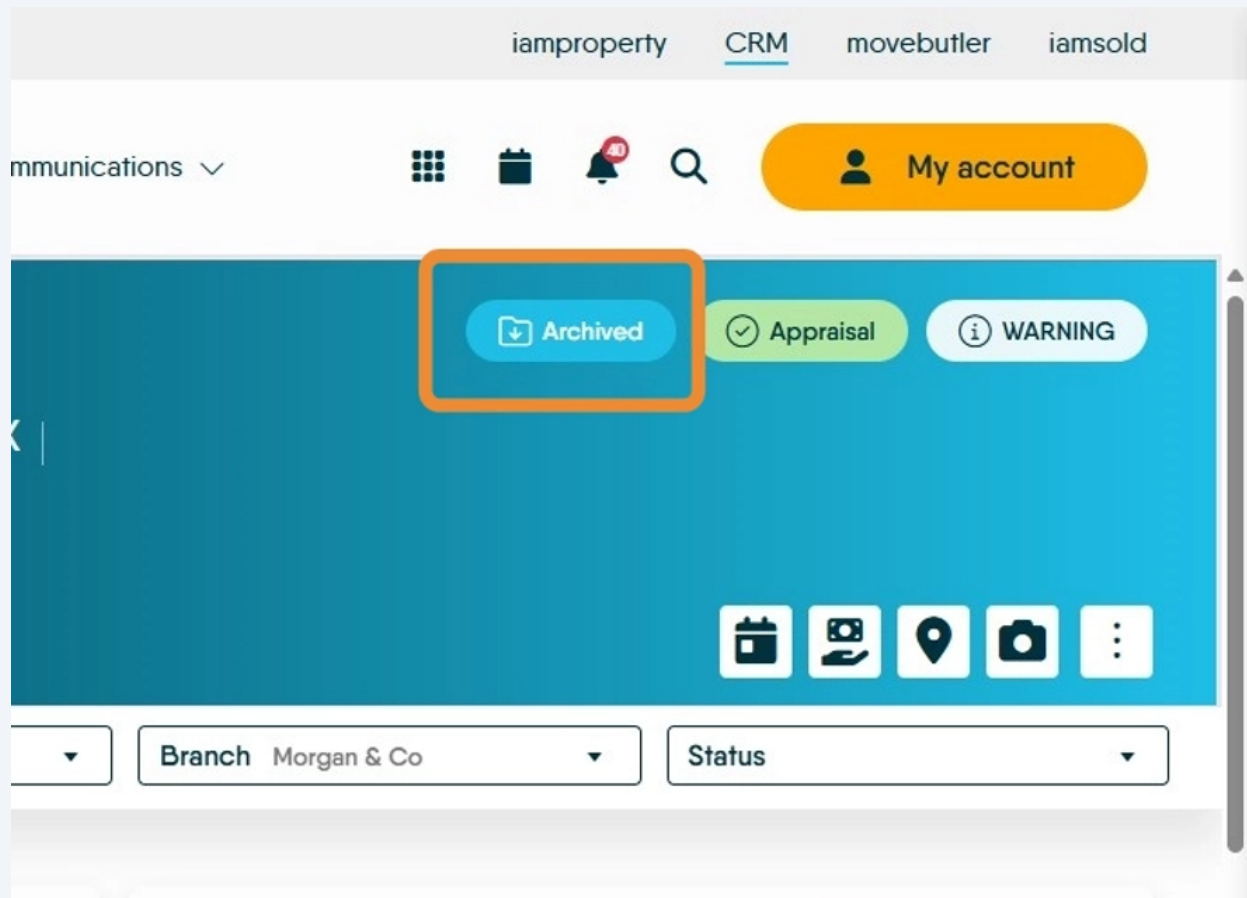 iamproperty CRM movebutler iamsold
mmunications 40 My account
Archived Appraisal WARNING
Branch Morgan & Co Status